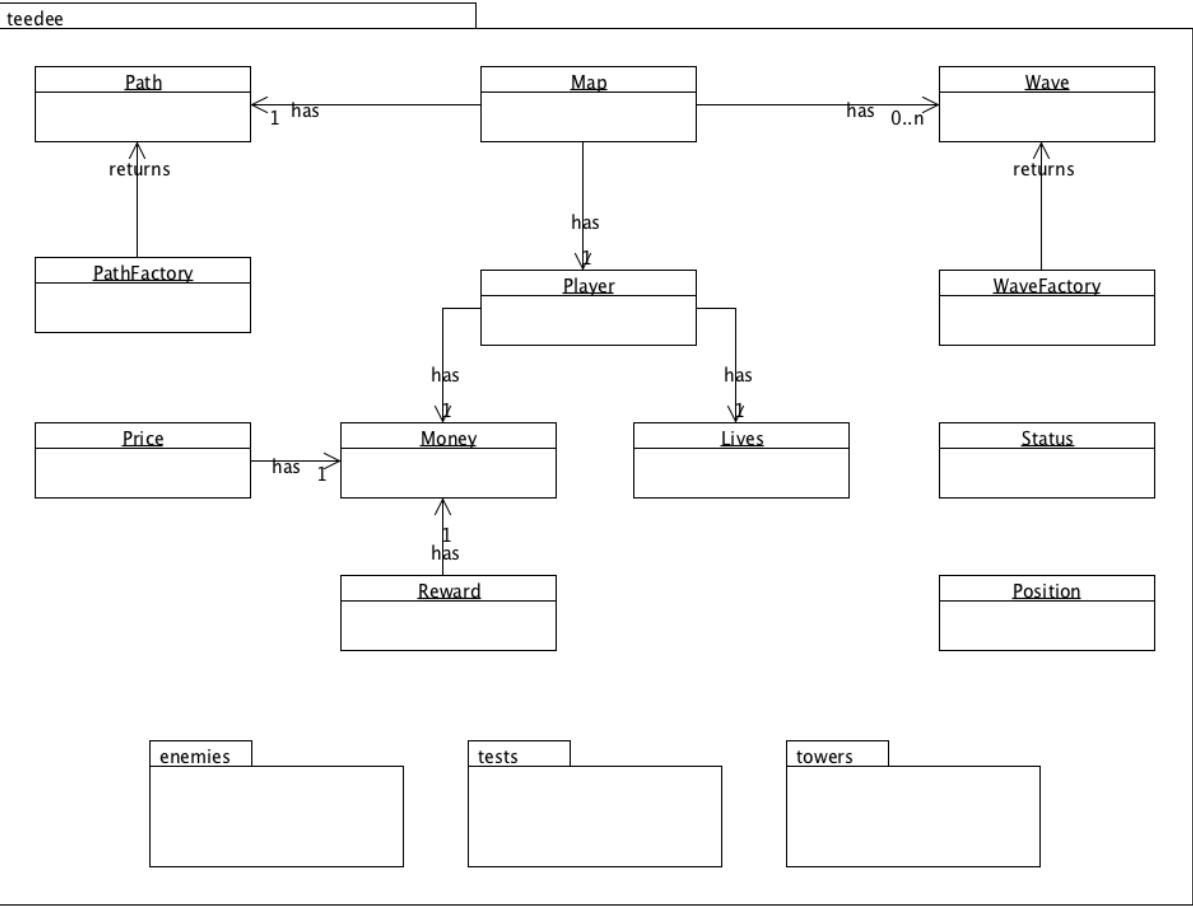 teedee
Path
Map
Wave
has
1
has
0..n
returns
has
1
returns
PathFactory
Player
WaveFactory
has
1
has
1
Price
Money
Lives
Status
has
1
1
has
Reward
Position
enemies
tests
towers